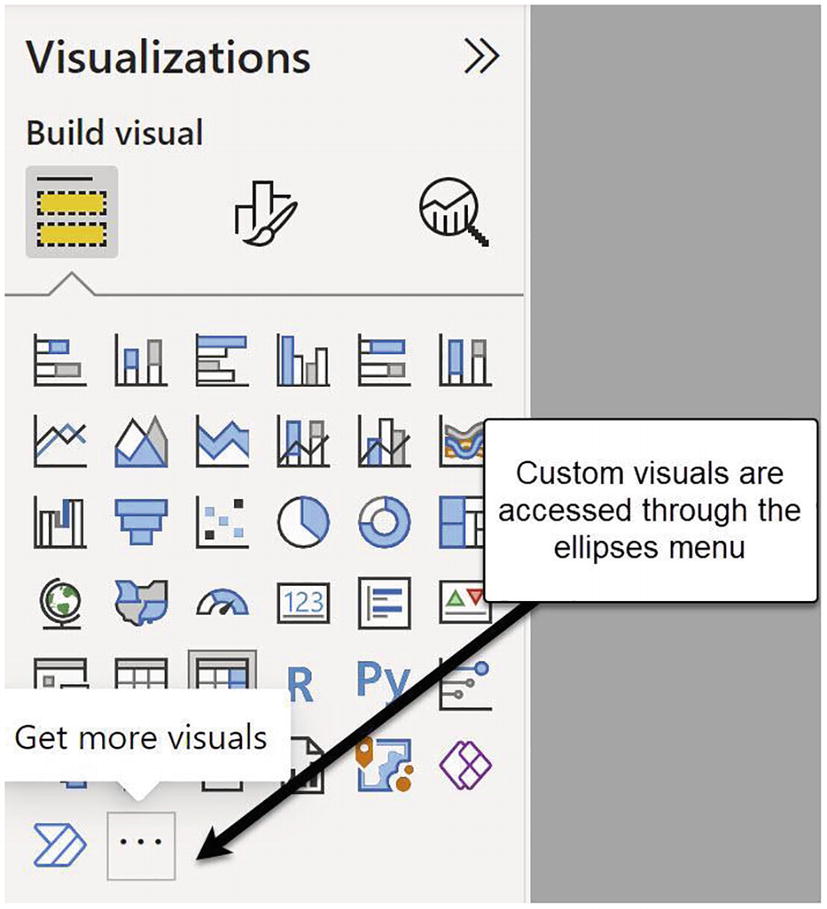 Visualizations
Build visual
Custom visuals are
accessed through the
ellipses menu
123
R
Py
Get more visuals
...